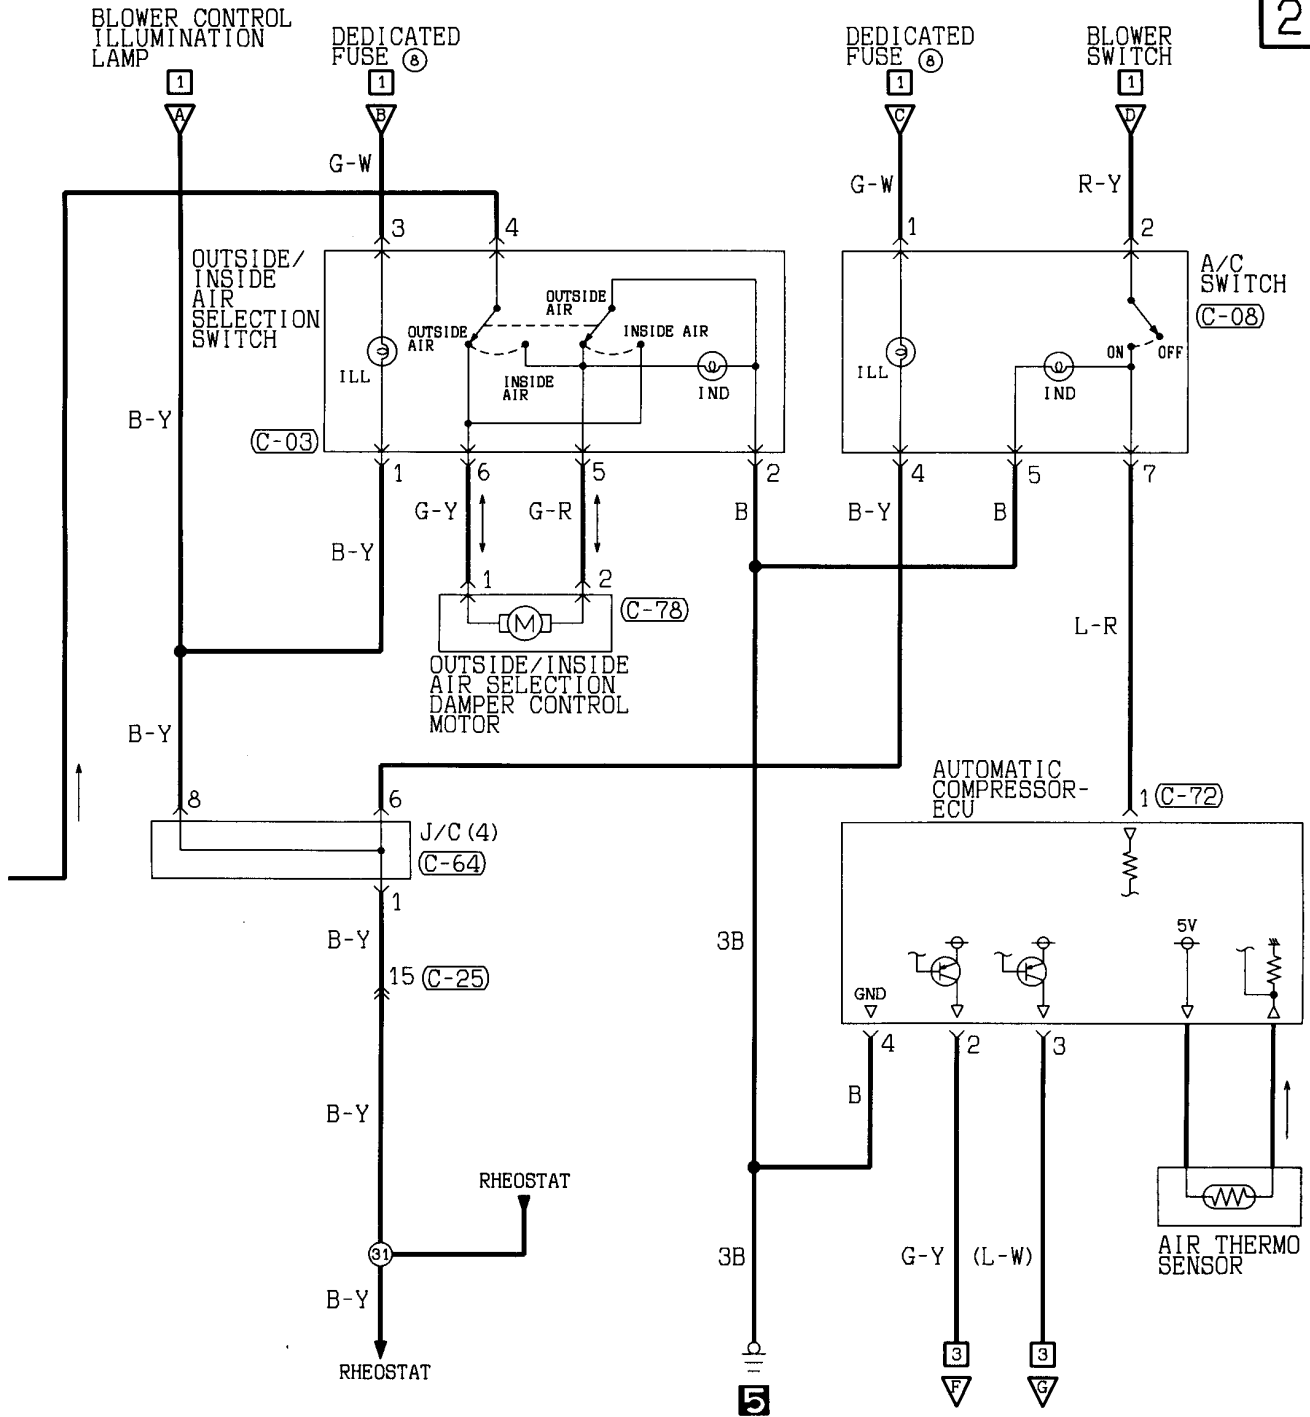 2
BLOWER CONTROL
ILLUMINATION
LAMP
1
A
DEDICATED
FUSE 8
1
B
DEDICATED
FUSE 8
1
C
BLOWER
SWITCH
1
D
G-W
G-W
R-Y
3
4
1
2
OUTSIDE/
INSIDE
AIR
SELECTION
SWITCH
A/C
SWITCH
(C-08)
OUTSIDE
AIR
OUTSIDE
AIR
INSIDE AIR
INSIDE
AIR
ILL
IND
ILL
IND
ON
OFF
B-Y
(C-03)
1
6
5
2
4
5
7
G-Y
G-R
B
B-Y
B
B-Y
1
2
(C-78)
M
L-R
OUTSIDE/INSIDE
AIR SELECTION
DAMPER CONTROL
MOTOR
B-Y
AUTOMATIC
COMPRESSOR-
ECU
1
(C-72)
8
6
J/C(4)
(C-64)
1
B-Y
3B
5V
15
(C-25)
GND
4
2
3
B-Y
B
RHEOSTAT
31
3B
G-Y
(L-W)
AIR THERMO
SENSOR
B-Y
RHEOSTAT
5
3
F
3
G